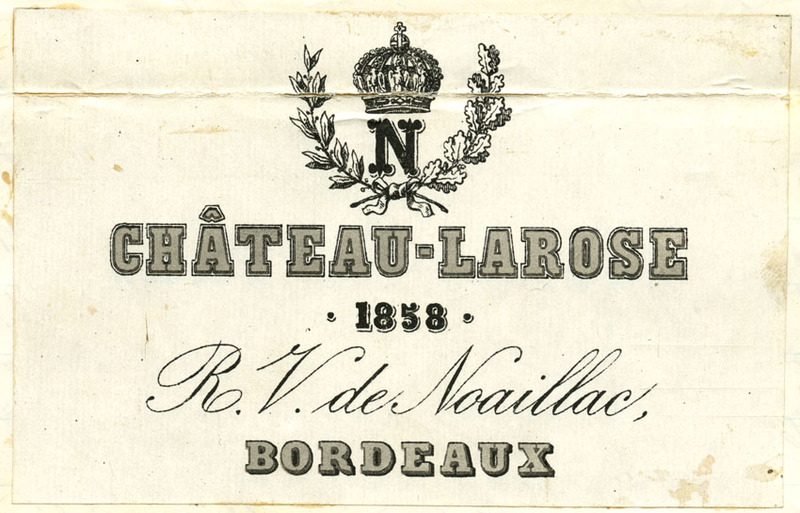 N
CHÂTEAU-LAROSE
· 1858 ·
R. V. de Noaillac,
BORDEAUX